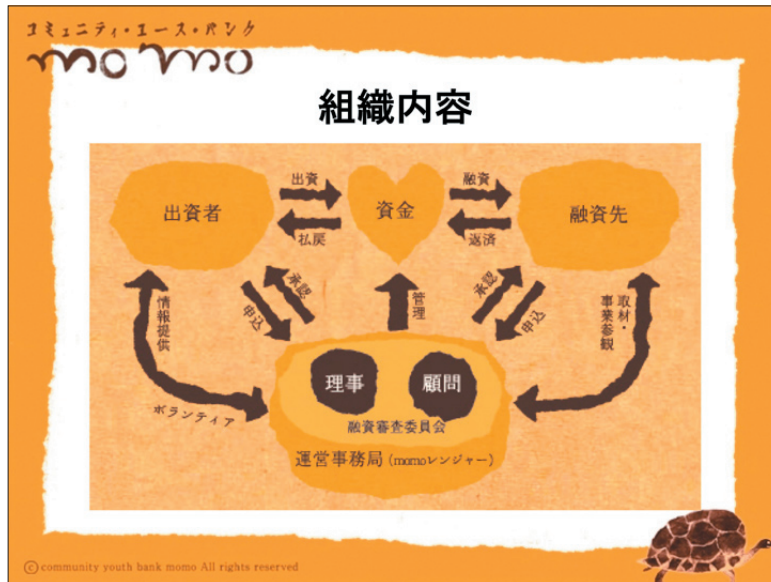 コミュニティ・ユース・バンク
momo
組織内容
出資者
出資
払戻
資金
融資
返済
融資先
情報提供
申込
承認
管理
承認
申込
取材・
事業参観
ボランティア
理事
顧問
融資審査委員会
運営事務局(momoレンジャー)
©community youth bank momo All rights reserved